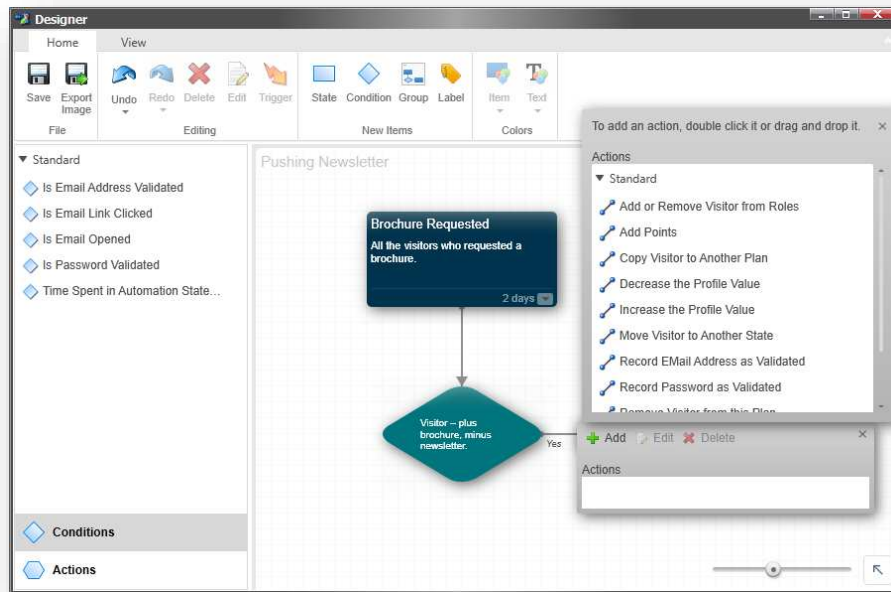 Designer
Home View
Save Export Image Undo Redo Delete Edit Trigger State Condition Group Label Item Text
File Editing New Items Colors
Standard
Is Email Address Validated
Is Email Link Clicked
Is Email Opened
Is Password Validated
Time Spent in Automation State...
Conditions
Actions
Pushing Newsletter
Brochure Requested
All the visitors who requested a
brochure.
2 days
Visitor – plus
brochure, minus
newsletter.
Yes
To add an action, double click it or drag and drop it.
Actions
Standard
Add or Remove Visitor from Roles
Add Points
Copy Visitor to Another Plan
Decrease the Profile Value
Increase the Profile Value
Move Visitor to Another State
Record EMail Address as Validated
Record Password as Validated
Remove Visitor from this Plan
Add Edit Delete
Actions